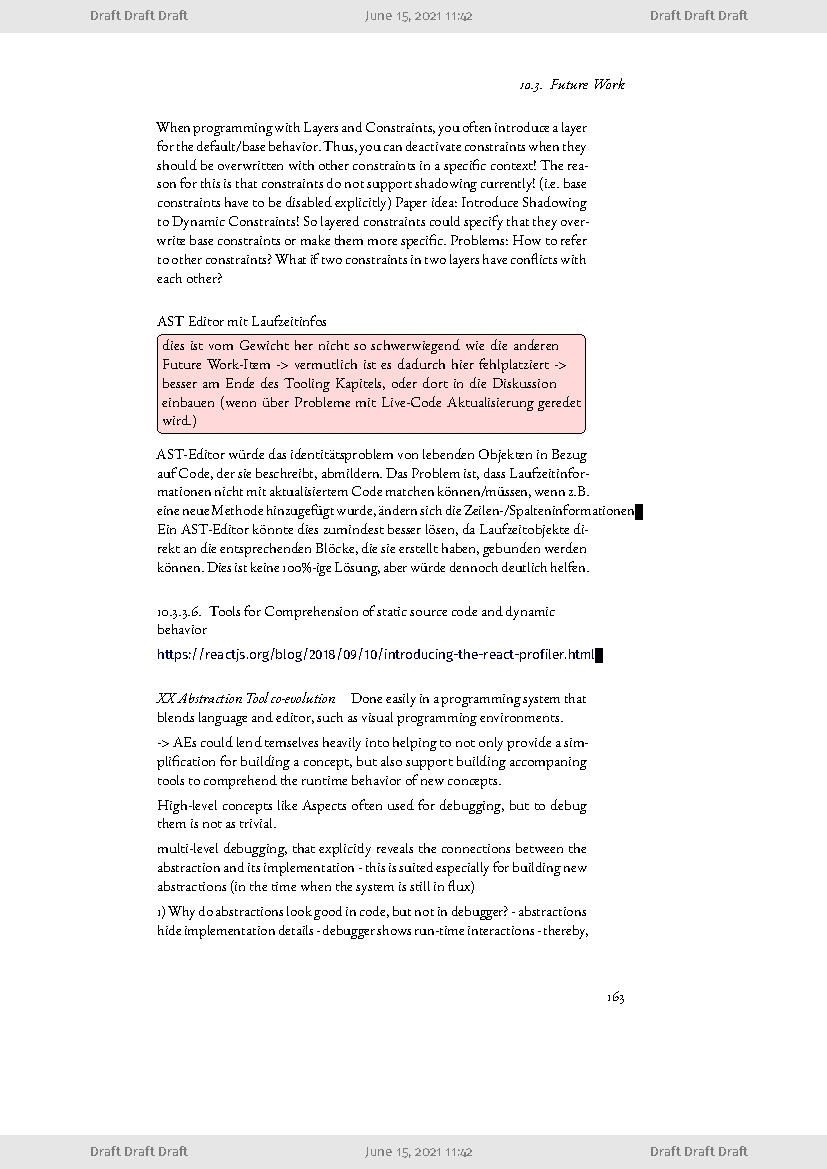 Draft Draft Draft June 15, 2021 11:42 Draft Draft Draft
10.3. Future Work
When programming with Layers and Constraints, you often introduce a layer
for the default/base behavior. Thus, you can deactivate constraints when they
should be overwritten with other constraints in a specific context! The rea-
son for this is that constraints do not support shadowing currently! (i.e. base
constraints have to be disabled explicitly) Paper idea: Introduce Shadowing
to Dynamic Constraints! So layered constraints could specify that they over-
write base constraints or make them more specific. Problems: How to refer
to other constraints? What if two constraints in two layers have conflicts with
each other?
AST Editor mit Laufzeitinfos
dies ist vom Gewicht her nicht so schwerwiegend wie die anderen
Future Work-Item -> vermutlich ist es dadurch hier fehlplatziert ->
besser am Ende des Tooling Kapitels, oder dort in die Diskussion
einbauen (wenn über Probleme mit Live-Code Aktualisierung geredet
wird.)
AST-Editor würde das identitätsproblem von lebenden Objekten in Bezug
auf Code, der sie beschreibt, abmildern. Das Problem ist, dass Laufzeitinfor-
mationen nicht mit aktualisiertem Code matchen können/müssen, wenn z.B.
eine neue Methode hinzugefügt wurde, ändern sich die Zeilen-/Spalteninformationen
Ein AST-Editor könnte dies zumindest besser lösen, da Laufzeitobjekte di-
rekt an die entsprechenden Blöcke, die sie erstellt haben, gebunden werden
können. Dies ist keine 100%-ige Lösung, aber würde dennoch deutlich helfen.
10.3.3.6. Tools for Comprehension of static source code and dynamic
behavior
https://reactjs.org/blog/2018/09/10/introducing-the-react-profiler.html
XX Abstraction Tool co-evolution Done easily in a programming system that
blends language and editor, such as visual programming environments.
-> AEs could lend temselves heavily into helping to not only provide a sim-
plification for building a concept, but also support building accompaning
tools to comprehend the runtime behavior of new concepts.
High-level concepts like Aspects often used for debugging, but to debug
them is not as trivial.
multi-level debugging, that explicitly reveals the connections between the
abstraction and its implementation - this is suited especially for building new
abstractions (in the time when the system is still in flux)
1) Why do abstractions look good in code, but not in debugger? - abstractions
hide implementation details - debugger shows run-time interactions - thereby,
163
Draft Draft Draft June 15, 2021 11:42 Draft Draft Draft